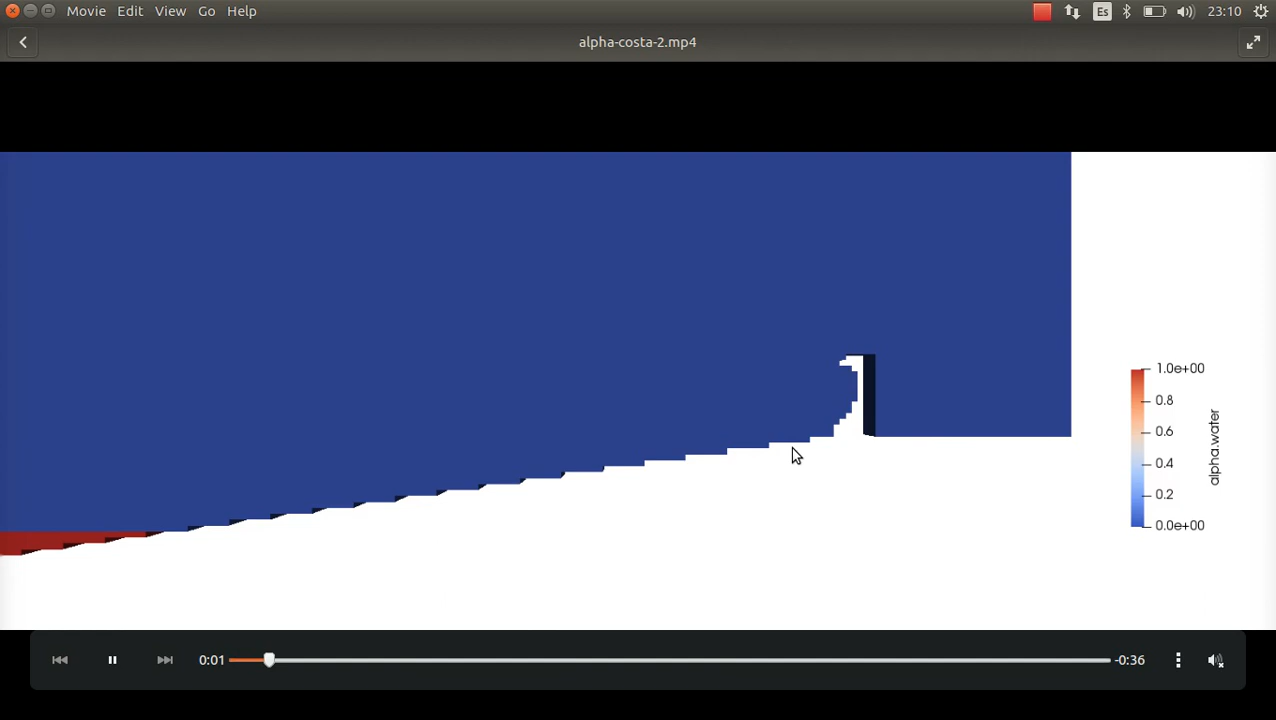 Movie Edit View Go Help
Es 23:10
alpha-costa-2.mp4
1.0e+00
0.8
0.6
0.4
0.2
0.0e+00
alpha.water
0:01 -0:36